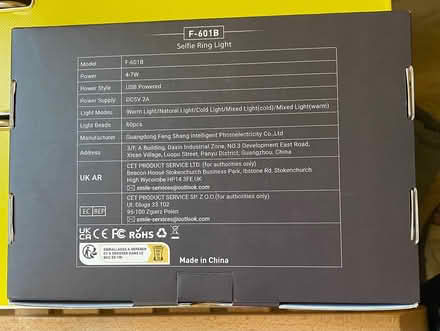 F-601B
Selfie Ring Light
Model F-601B
Power 4-7W
Power Style USB Powered
Power Supply DC5V 2A
Light Modes Warm Light/Natural Light/Cold Light/Mixed Light(cold)/Mixed Light(warm)
Light Beads 60pcs
Manufacturer Guangdong Feng Shang Intelligent Photoelectricity Co.,Ltd
Address 3/F, A Building, Daxin Industrial Zone, NO.3 Development East Road,
Xinan Village, Luopu Street, Panyu District, Guangzhou, China
UK AR
CET PRODUCT SERVICE LTD. (for authorities only)
Beacon House Stokenchurch Business Park, Ibstone Rd, Stokenchurch
High Wycombe HP14 3FE UK
smile-services@outlook.com
EC REP
CET PRODUCT SERVICE SP. Z O.O.(for authorities only)
Ul. Dluga 33 102
95-100 Zgierz Polen
smile-services@outlook.com
UK CA CE FC RoHS
Made in China